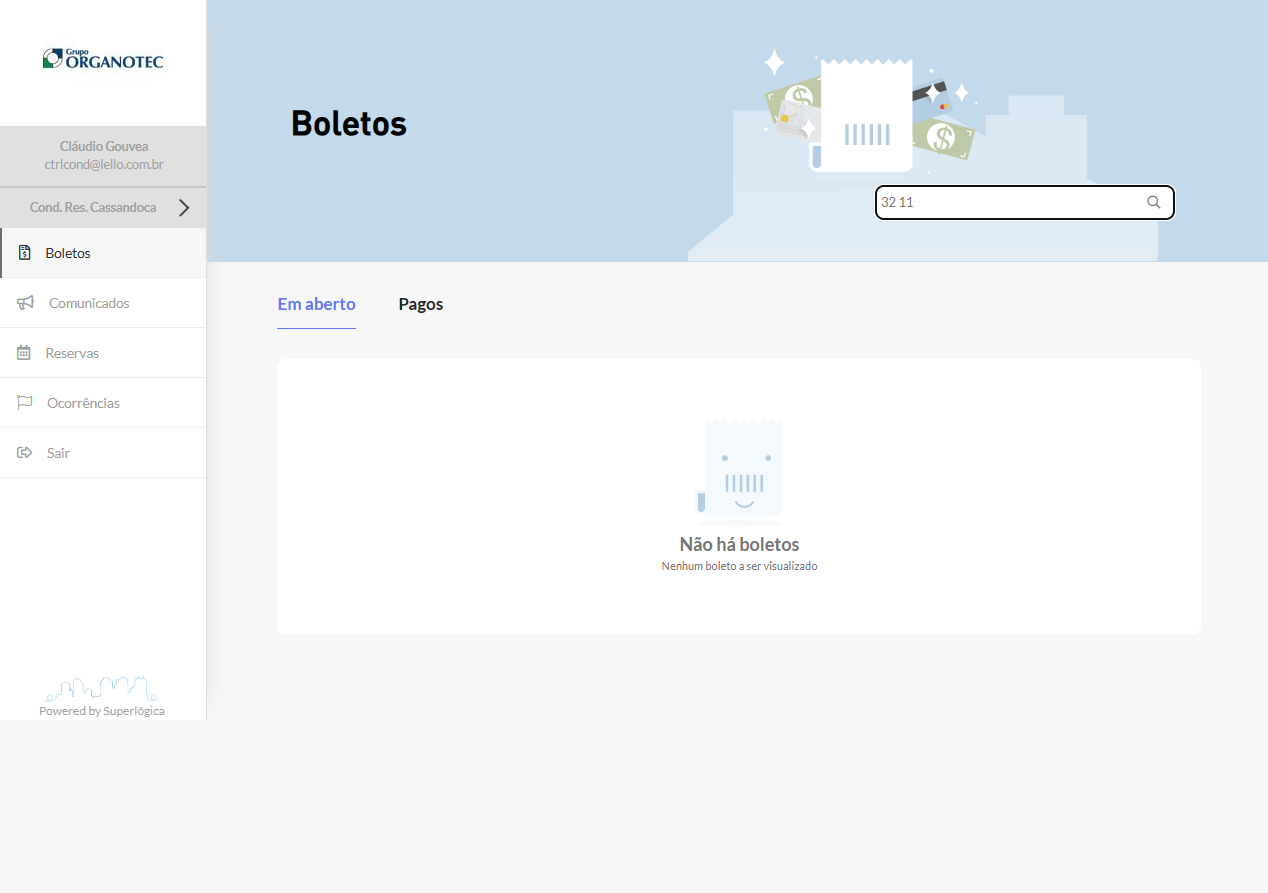 Grupo
ORGANOTEC
Cláudio Gouvea
ctrlcond@lello.com.br
Cond. Res. Cassandoca
Boletos
Comunicados
Reservas
Ocorrências
Sair
Powered by Superlógica
Boletos
32 11
Em aberto
Pagos
Não há boletos
Nenhum boleto a ser visualizado